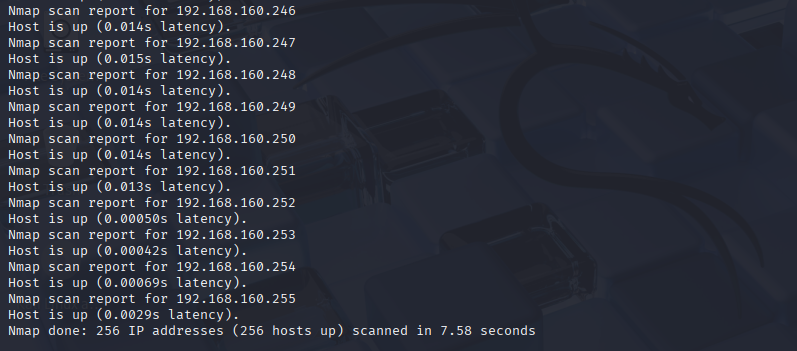 Nmap scan report for 192.168.160.246
Host is up (0.014s latency).
Nmap scan report for 192.168.160.247
Host is up (0.015s latency).
Nmap scan report for 192.168.160.248
Host is up (0.014s latency).
Nmap scan report for 192.168.160.249
Host is up (0.014s latency).
Nmap scan report for 192.168.160.250
Host is up (0.014s latency).
Nmap scan report for 192.168.160.251
Host is up (0.013s latency).
Nmap scan report for 192.168.160.252
Host is up (0.00050s latency).
Nmap scan report for 192.168.160.253
Host is up (0.00042s latency).
Nmap scan report for 192.168.160.254
Host is up (0.00069s latency).
Nmap scan report for 192.168.160.255
Host is up (0.0029s latency).
Nmap done: 256 IP addresses (256 hosts up) scanned in 7.58 seconds